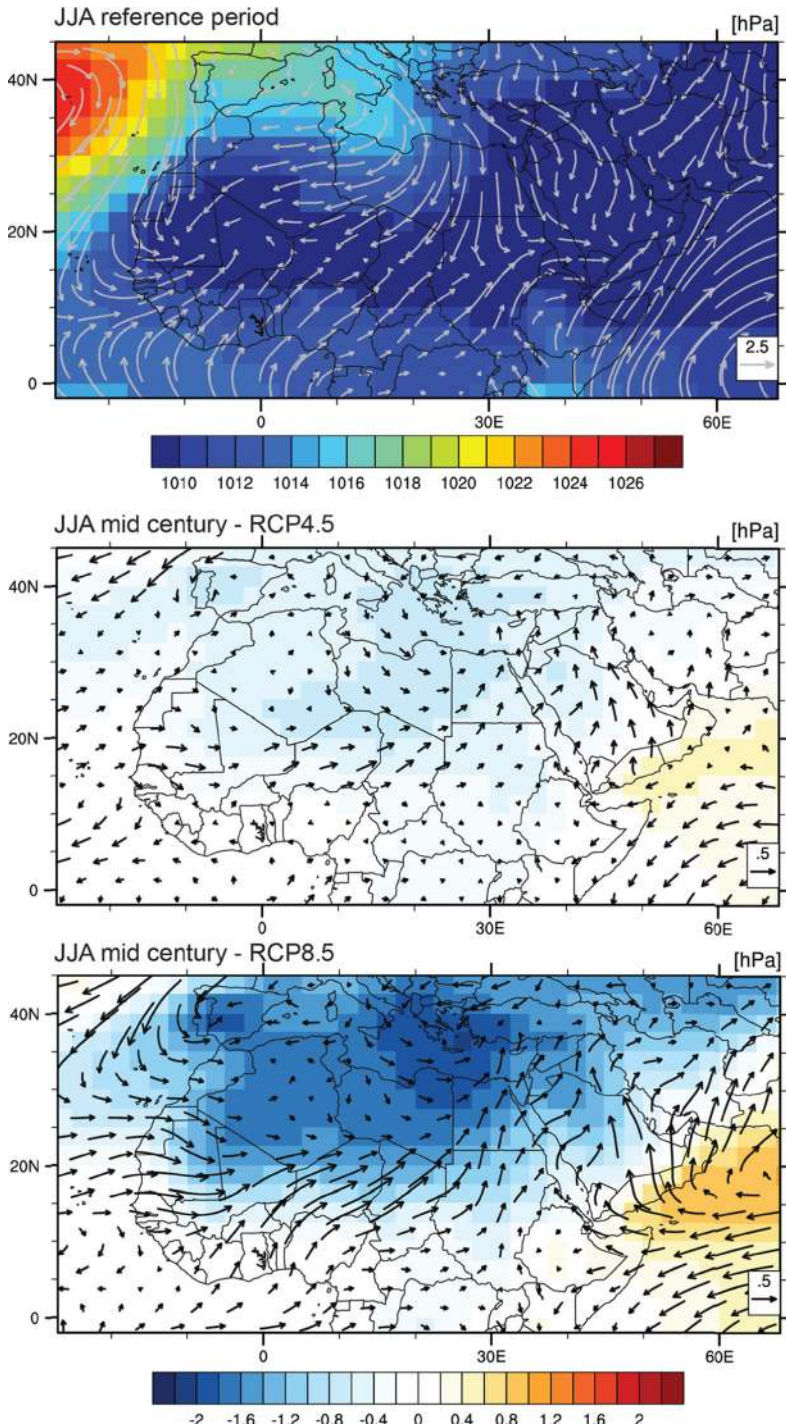 JJA reference period [hPa]
40N
20N
2.5
0
0 30E 60E
1010 1012 1014 1016 1018 1020 1022 1024 1026
JJA mid century - RCP4.5 [hPa]
40N
20N
.5
0
0 30E 60E
JJA mid century - RCP8.5 [hPa]
40N
20N
.5
0
0 30E 60E
-2 -1.6 -1.2 -0.8 -0.4 0 0.4 0.8 1.2 1.6 2